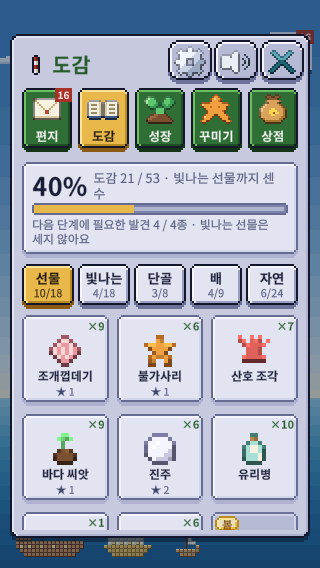 도감
16
편지
도감
성장
꾸미기
상점
40%
도감 21 / 53 · 빛나는 선물까지 센
수
다음 단계에 필요한 발견 4 / 4종 · 빛나는 선물은
세지 않아요
선물
10/18
빛나는
4/18
단골
3/8
배
4/9
자연
6/24
×9
조개껍데기
★ 1
×6
불가사리
★ 1
×7
산호 조각
×9
바다 씨앗
★ 1
×6
진주
★ 2
×10
유리병
×1
×6
봄